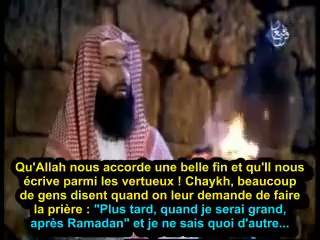 Qu'Allah nous accorde une belle fin et qu'Il nous
écrive parmi les vertueux ! Chaykh, beaucoup
de gens disent quand on leur demande de faire
la prière : "Plus tard, quand je serai grand,
après Ramadan" et je ne sais quoi d'autre...